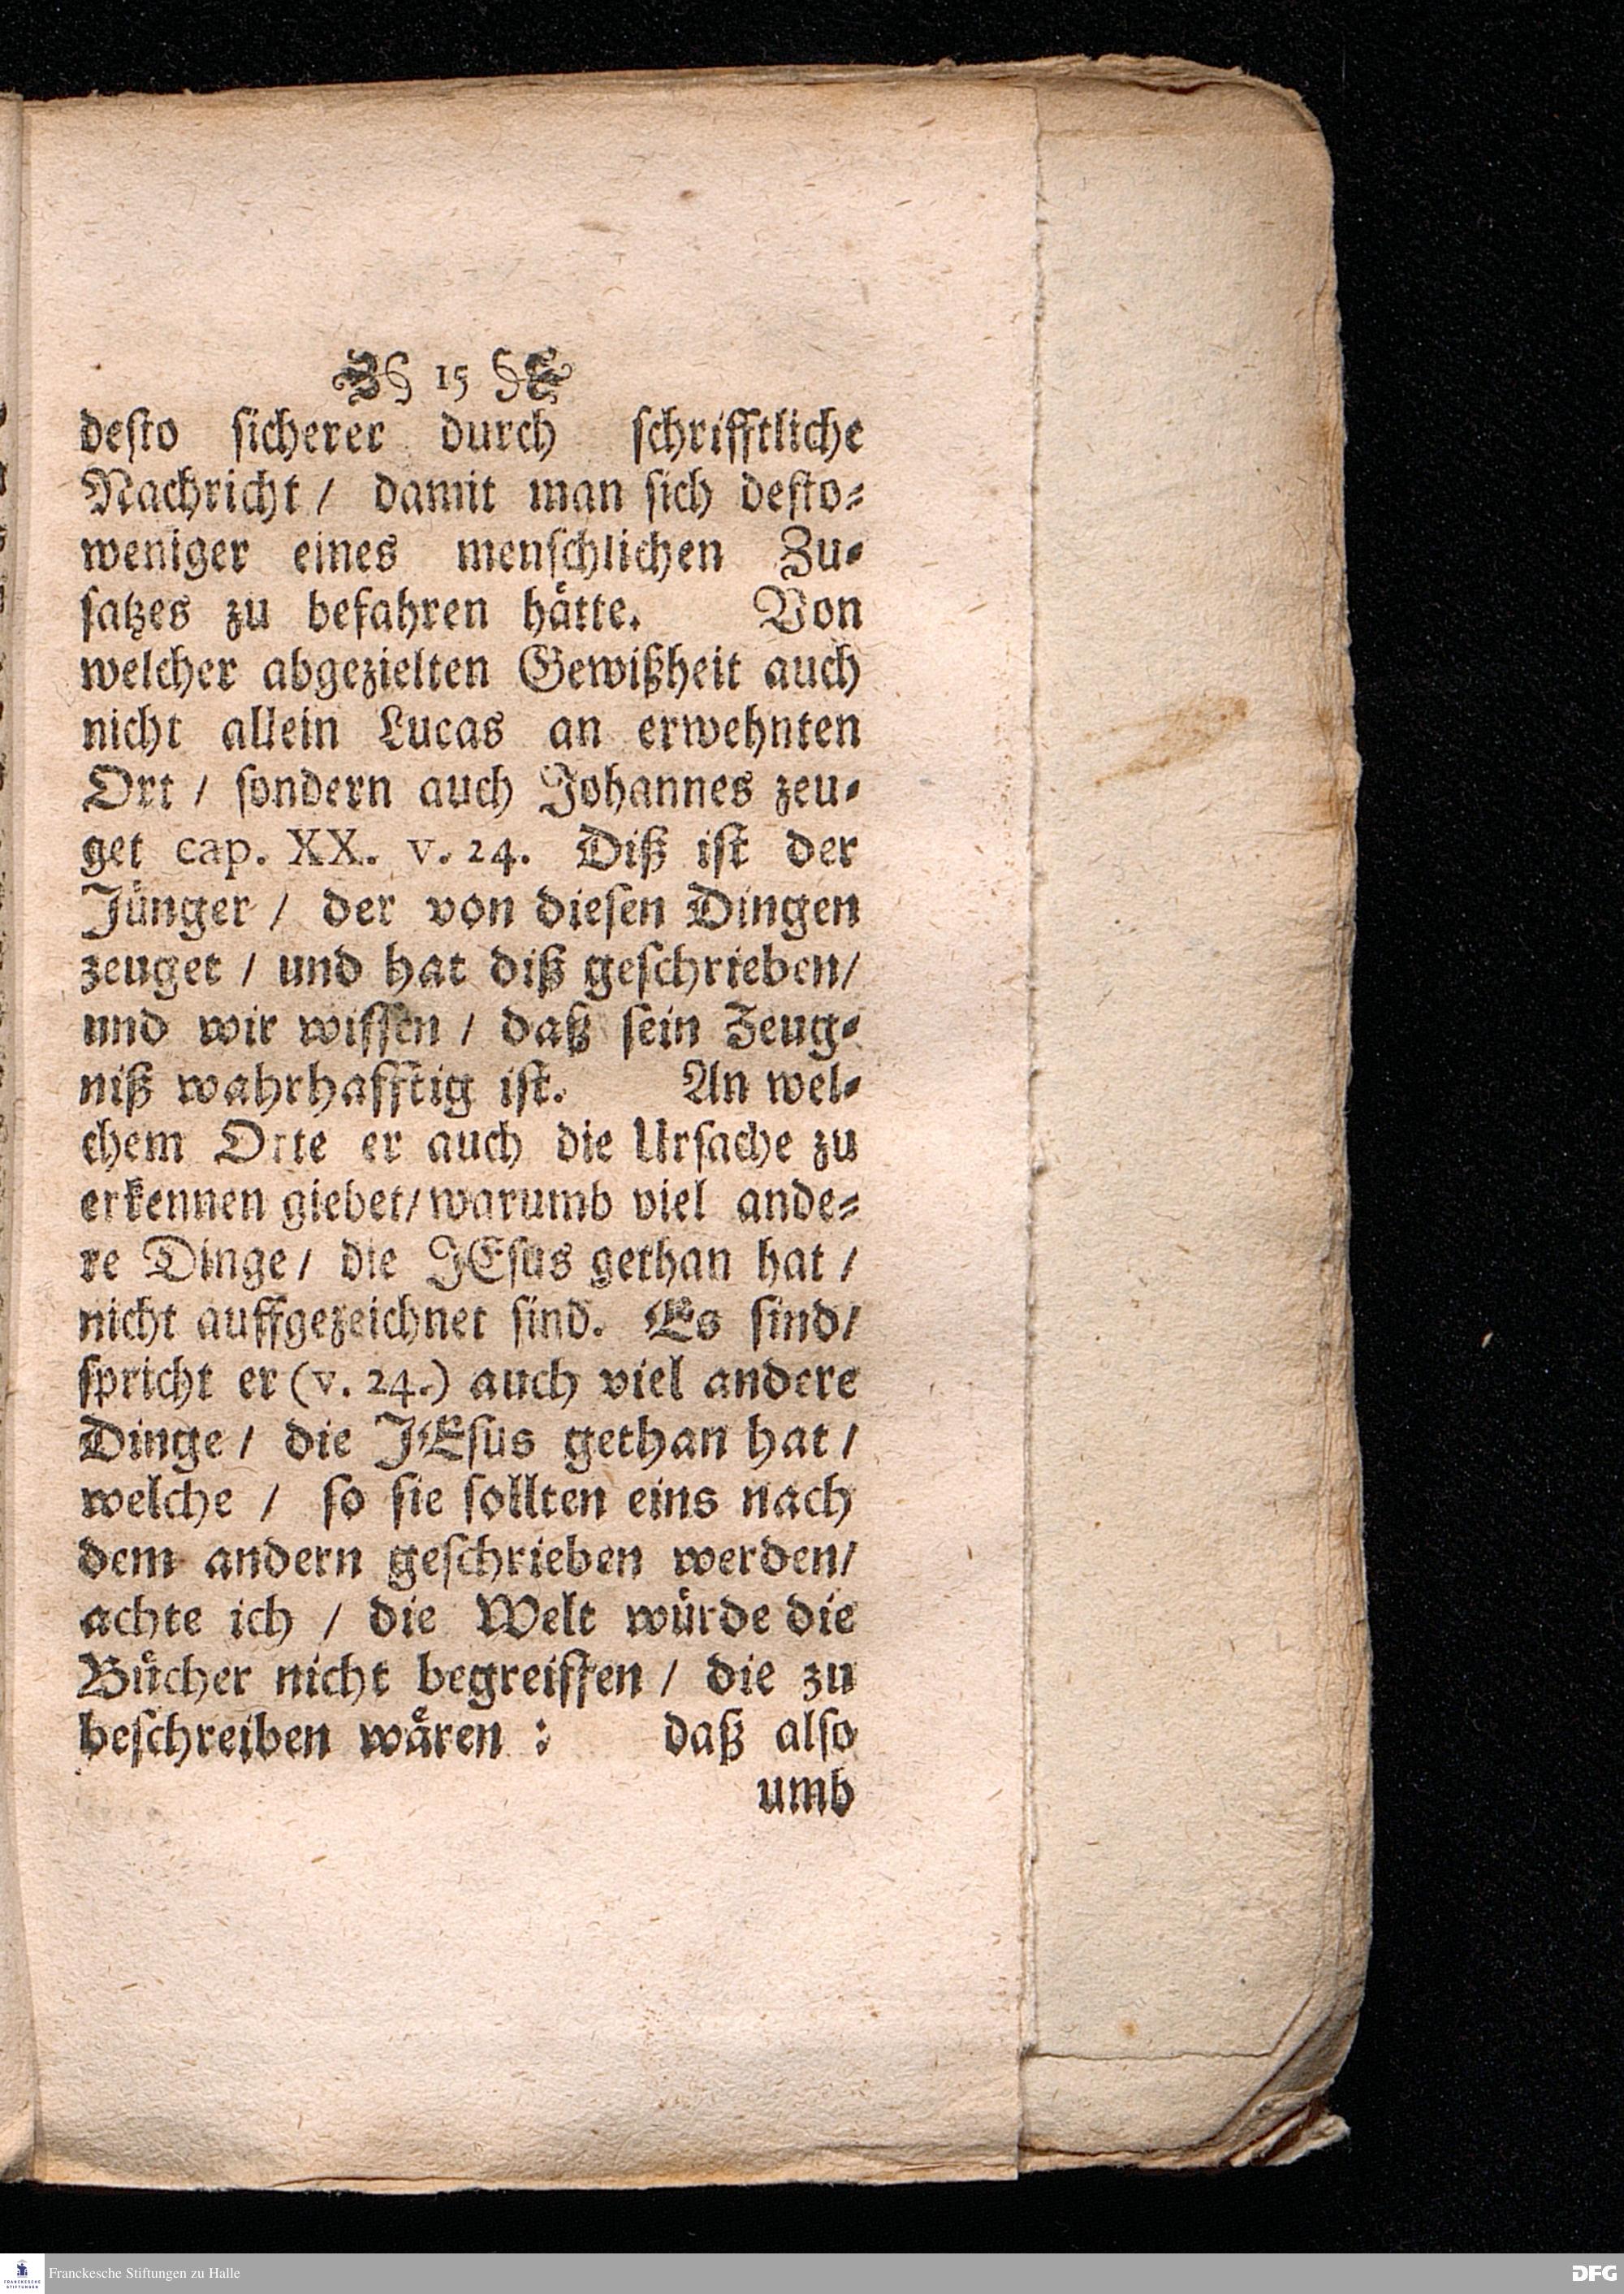 15
desto sicherer durch schrifftliche
Nachricht / damit man sich desto-
weniger eines menschlichen Zu-
satzes zu befahren hätte. Von
welcher abgezielten Gewißheit auch
nicht allein Lucas an erwehnten
Ort / sondern auch Johannes zeu-
get cap. XX. v. 24. Diß ist der
Jünger / der von diesen Dingen
zeuget / und hat diß geschrieben/
und wir wissen / daß sein Zeug-
niß wahrhafftig ist. An wel-
chem Orte er auch die Ursache zu
erkennen giebet/ warumb viel ande-
re Dinge / die JEsus gethan hat /
nicht auffgezeichnet sind. Es sind/
spricht er (v. 24.) auch viel andere
Dinge / die JEsus gethan hat /
welche / so sie sollten eins nach
dem andern geschrieben werden/
achte ich / die Welt würde die
Bücher nicht begreiffen / die zu
beschreiben wären : daß also
umb
Franckesche Stiftungen zu Halle
FRANCKESCHE
STIFTUNGEN
DFG